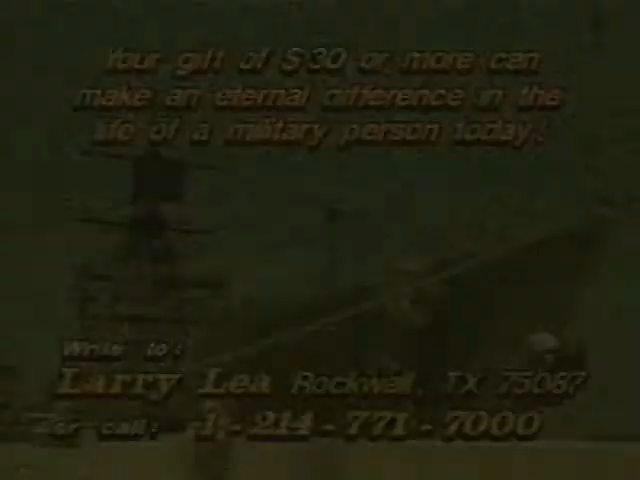 Your gift of $30 or more can
make an eternal difference in the
life of a military person today!
Write to:
Larry Lea Rockwall, TX 75087
or call: 1-214-771-7000